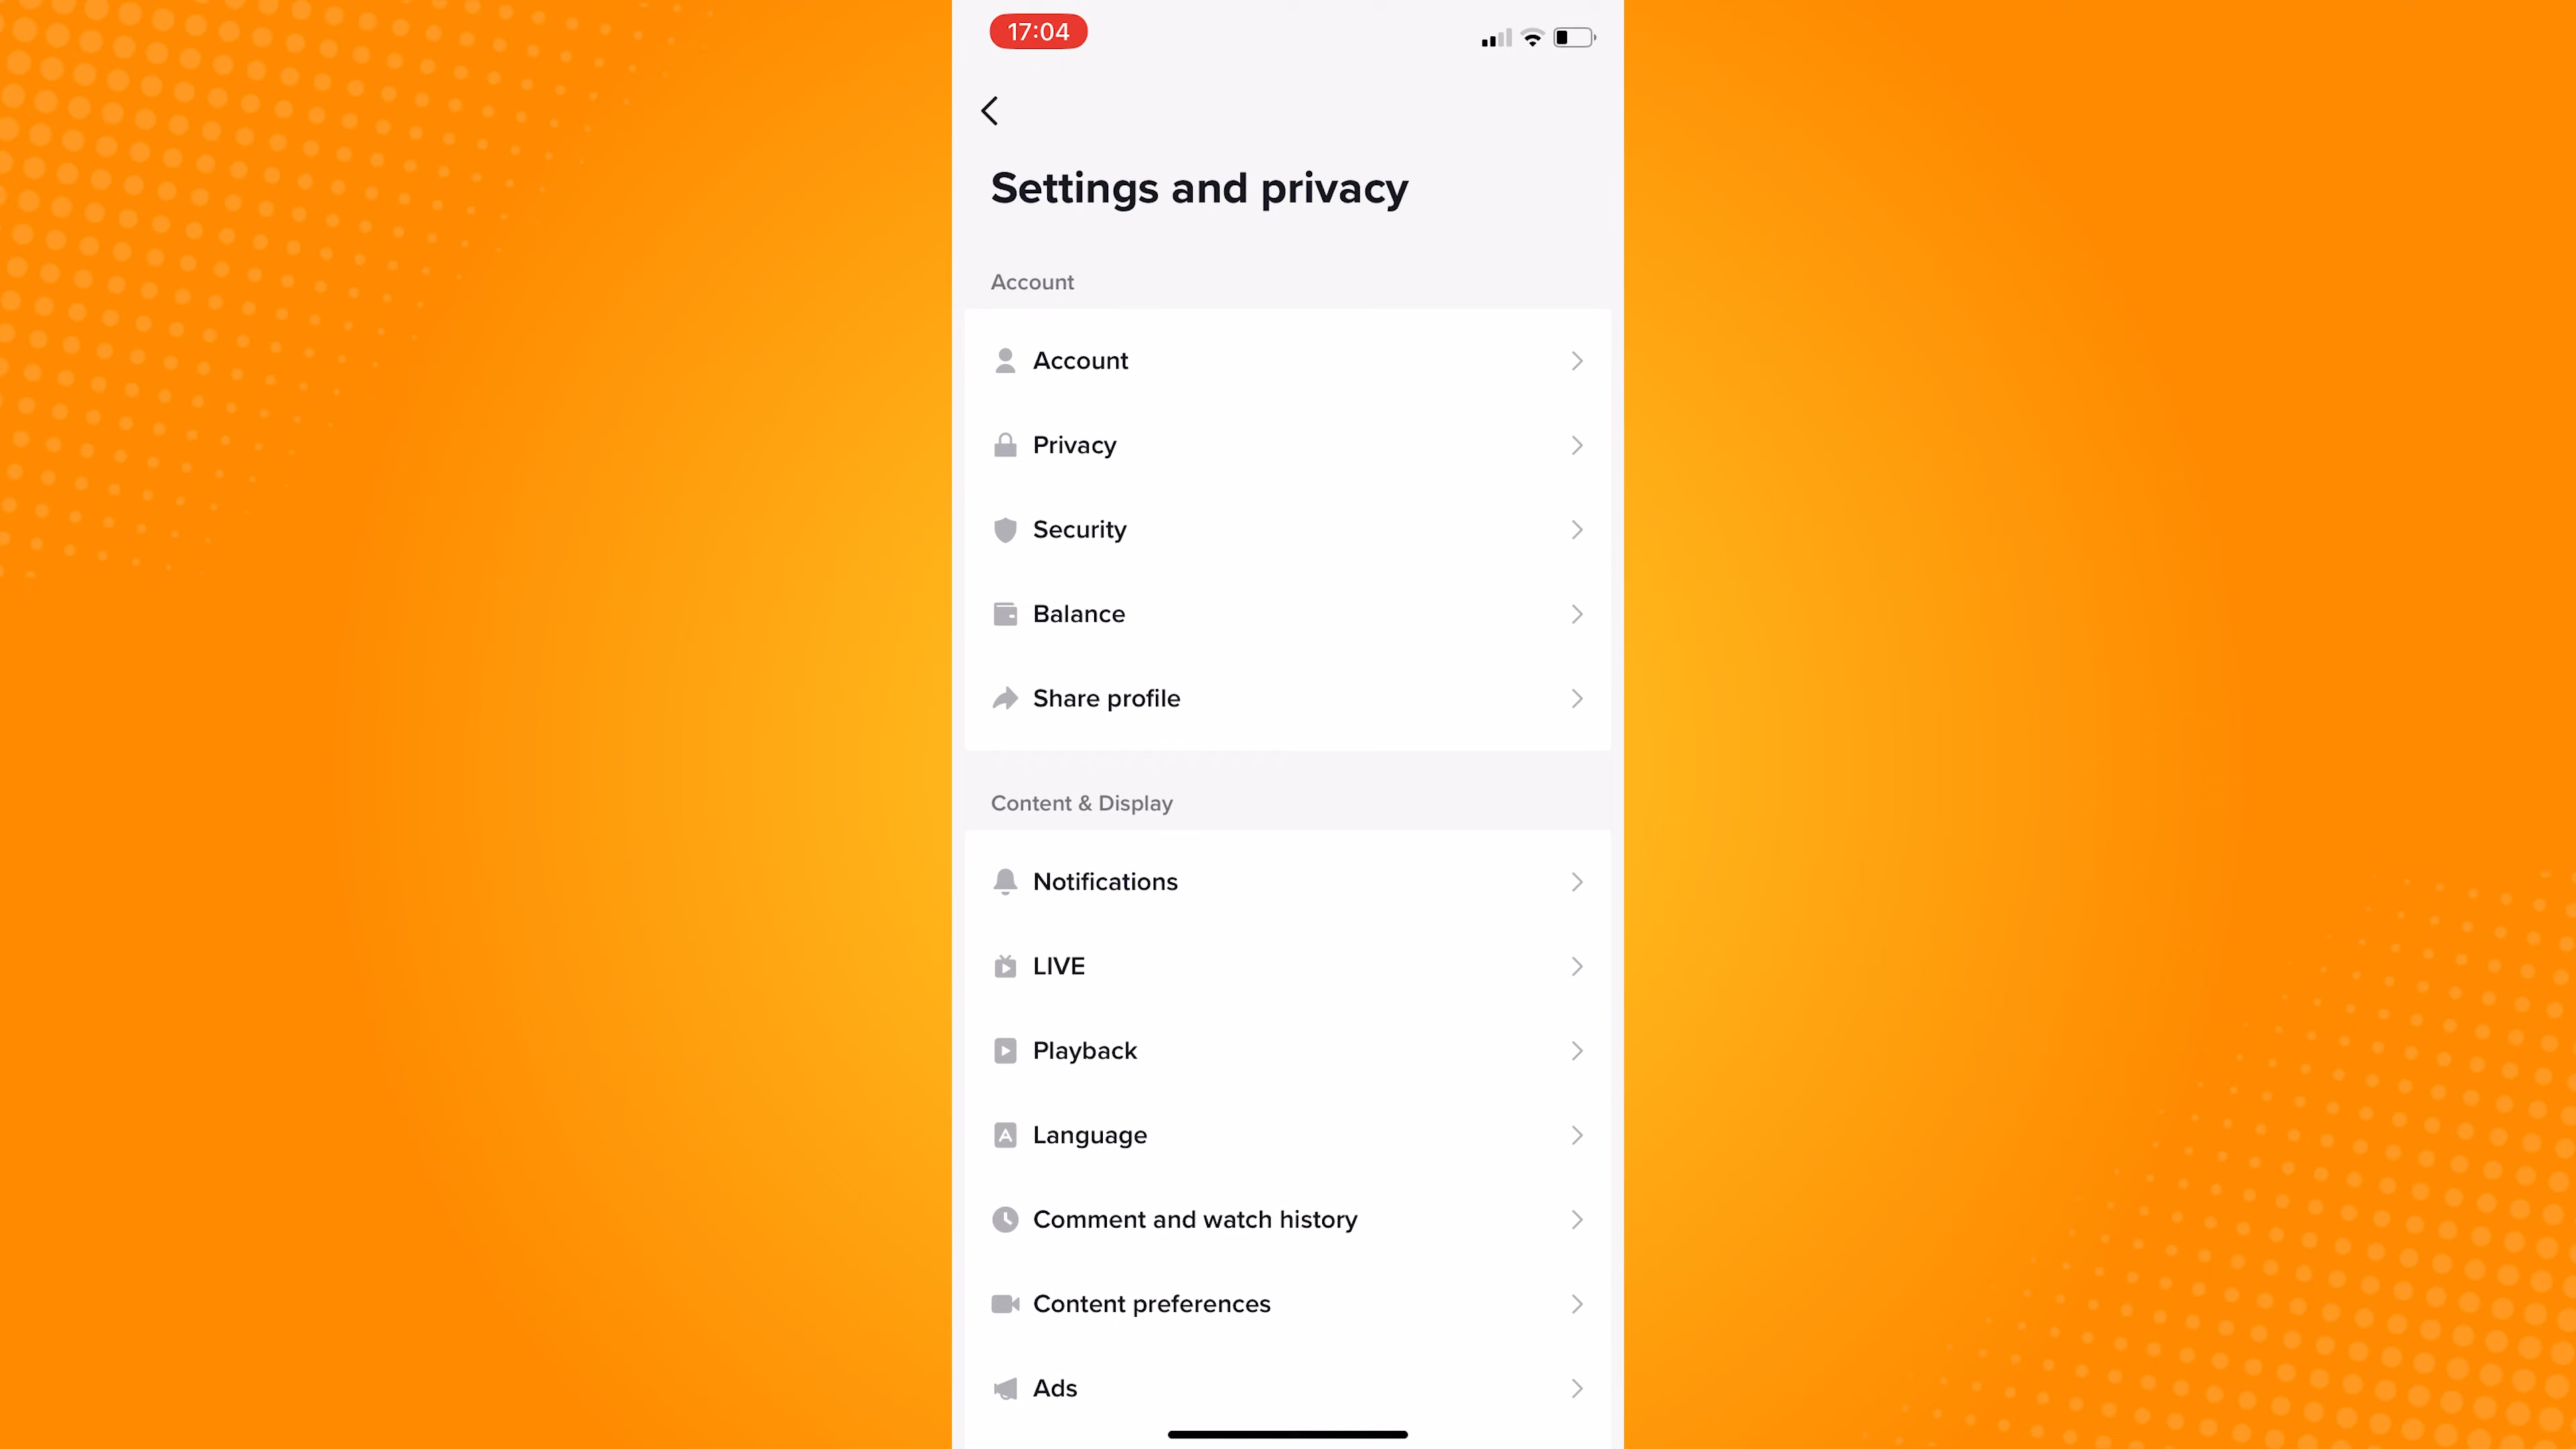 17:04
Settings and privacy
Account
Account
Privacy
Security
Balance
Share profile
Content & Display
Notifications
LIVE
Playback
Language
Comment and watch history
Content preferences
Ads